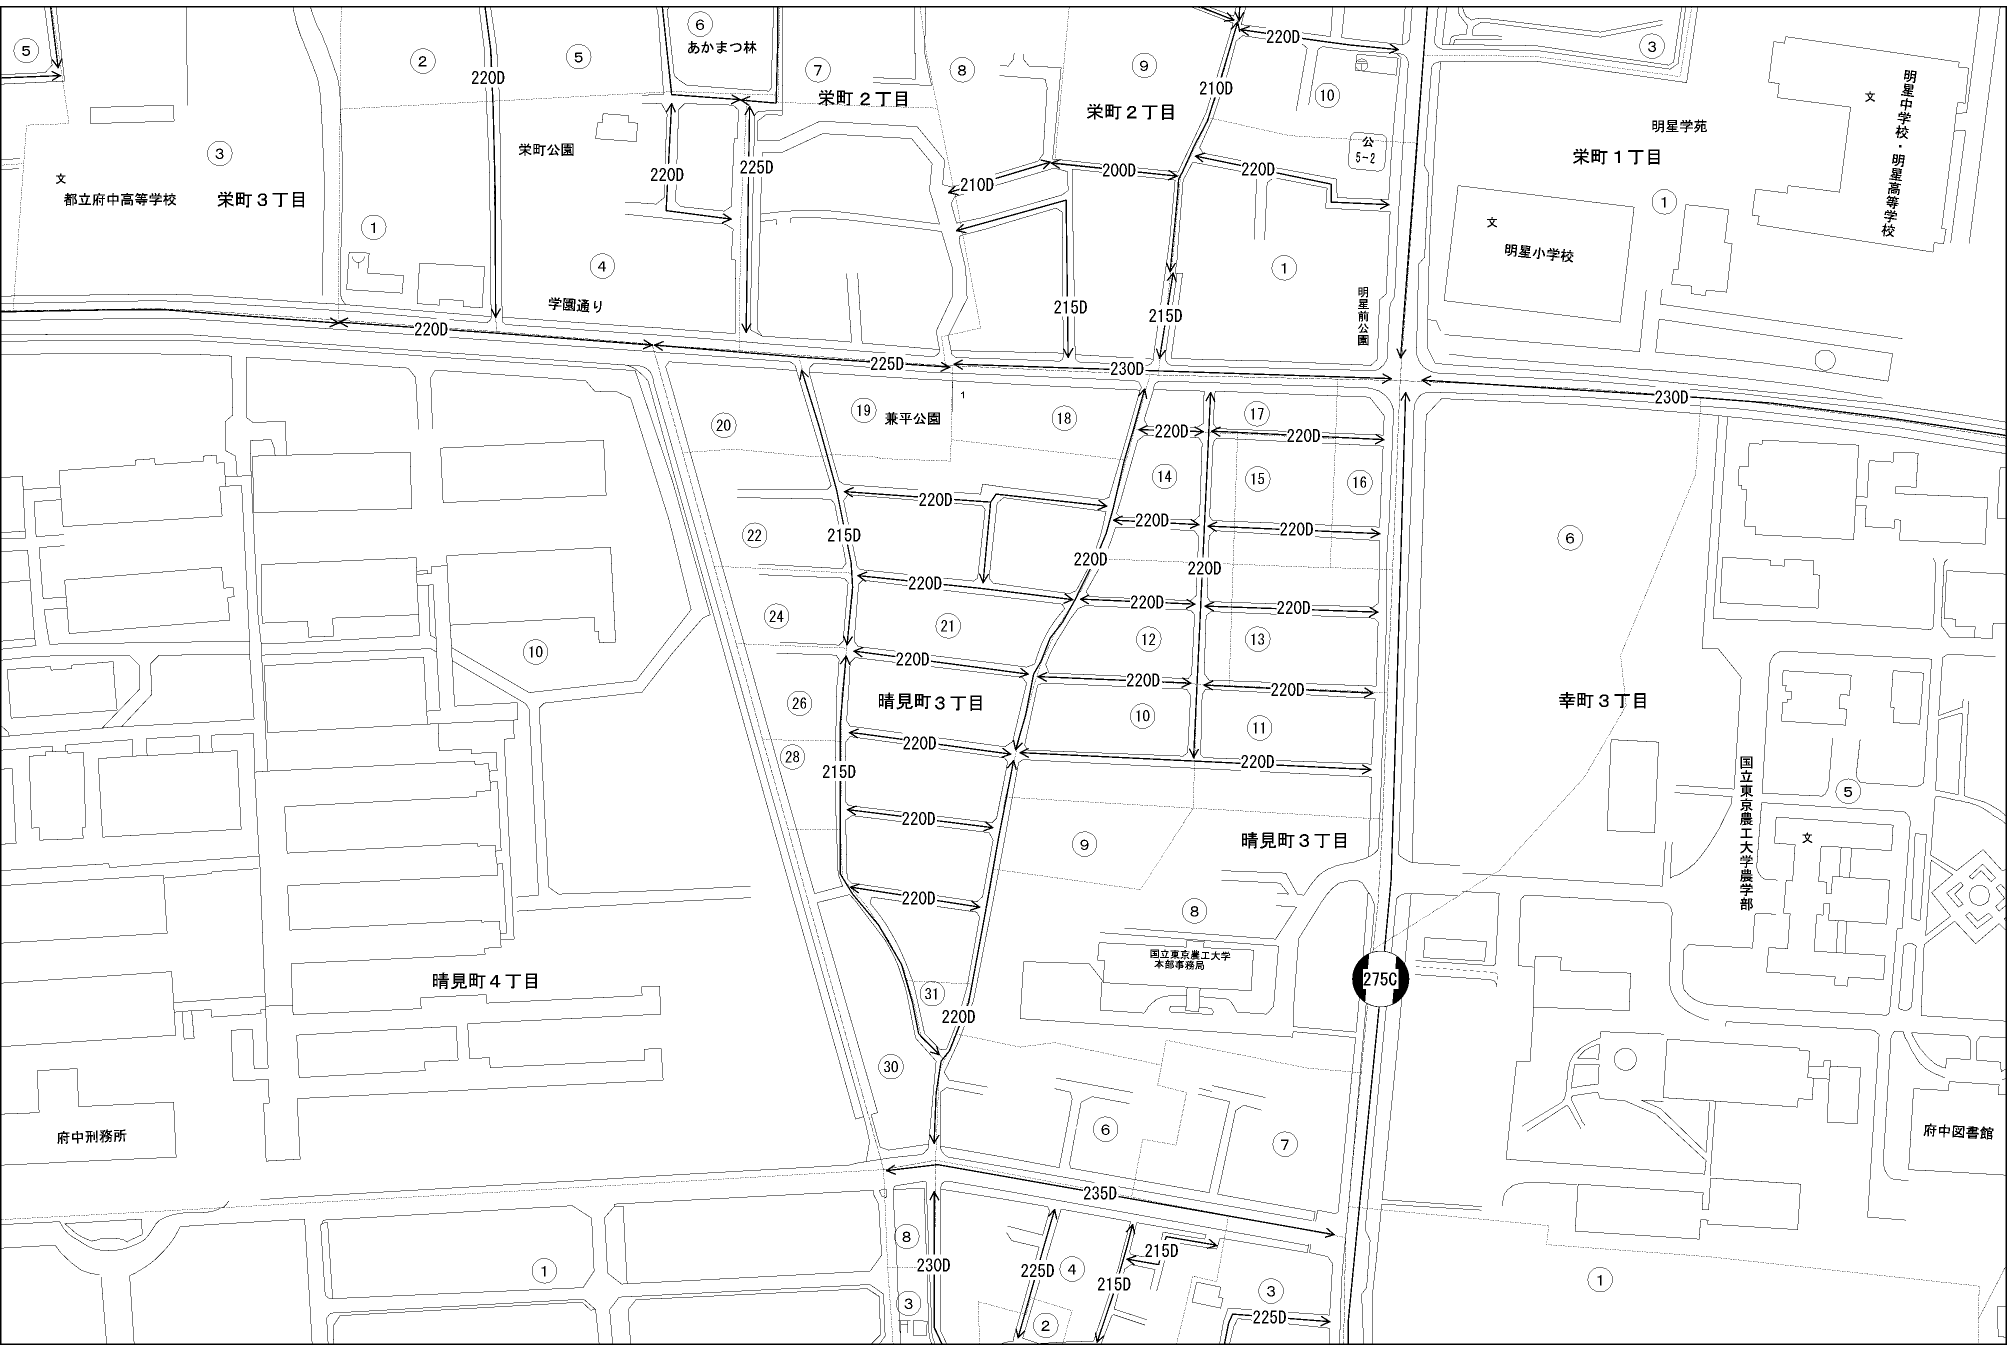 ⑥
220D
⑤
②
220D
⑤
あかまつ林
⑦
栄町２丁目
⑧
⑨
栄町２丁目
210D
⑩
③
文
明星中学校・明星高等学校
明星学苑
公
5-2
栄町１丁目
③
文
都立府中高等学校
栄町３丁目
栄町公園
220D
225D
210D
200D
220D
①
文
明星小学校
①
④
①
学園通り
215D
215D
明星前公園
220D
225D
230D
230D
⑳
⑲
兼平公園
1
⑱
⑰
220D
220D
⑭
⑮
⑯
220D
215D
220D
220D
㉒
220D
220D
⑥
220D
220D
220D
㉔
㉑
⑫
⑬
⑩
220D
220D
220D
㉖
晴見町３丁目
⑩
⑪
幸町３丁目
㉘
220D
220D
215D
国立東京農工大学農学部
⑤
220D
⑨
晴見町３丁目
文
220D
⑧
国立東京農工大学
本部事務局
晴見町４丁目
275C
㉛
220D
㉚
府中刑務所
⑥
⑦
府中図書館
235D
⑧
230D
215D
①
225D
④
215D
③
①
③
②
225D